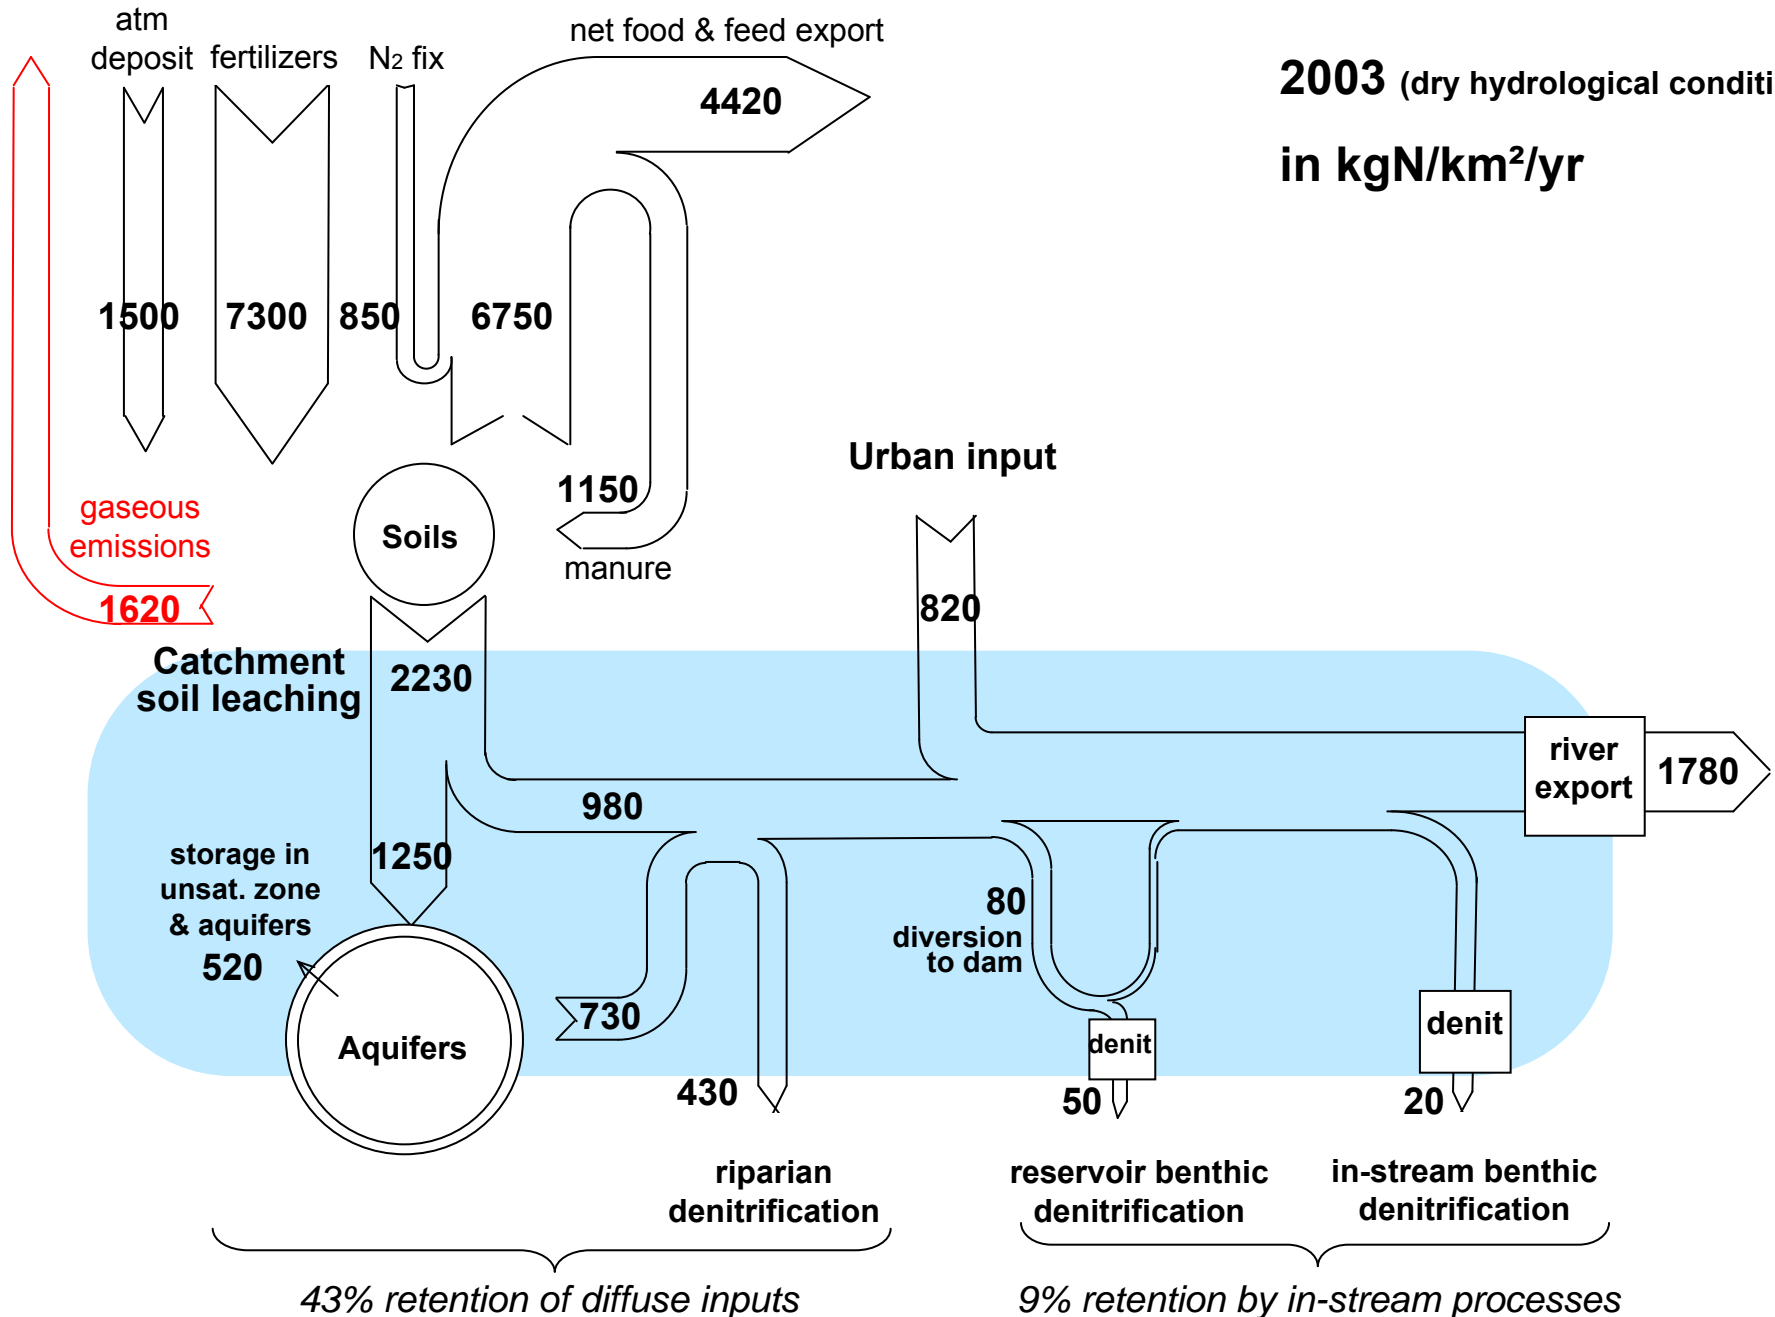 atm
deposit
fertilizers
N2 fix
net food & feed export
4420
2003 (dry hydrological conditi
in kgN/km²/yr
1500
7300
850
6750
1150
manure
gaseous
emissions
1620
Soils
Urban input
820
Catchment
soil leaching
2230
980
1250
storage in
unsat. zone
& aquifers
520
Aquifers
730
430
80
diversion
to dam
denit
50
denit
20
river
export
1780
riparian
denitrification
reservoir benthic
denitrification
in-stream benthic
denitrification
43% retention of diffuse inputs
9% retention by in-stream processes